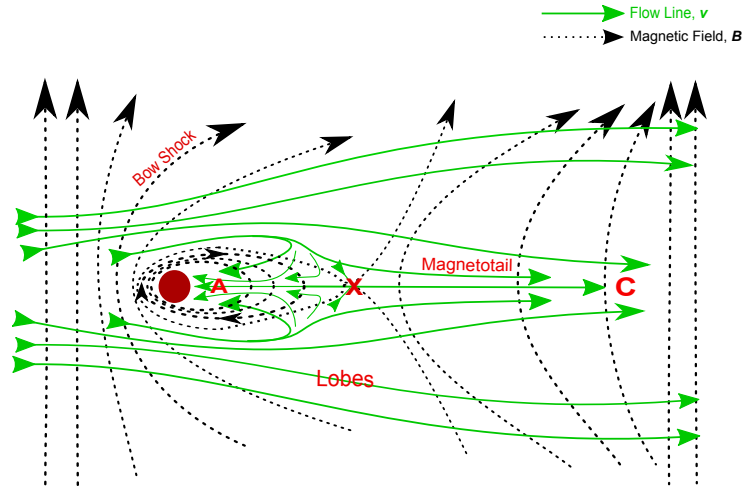 Flow Line, v
Magnetic Field, B
Bow Shock
Magnetotail
A
X
C
Lobes